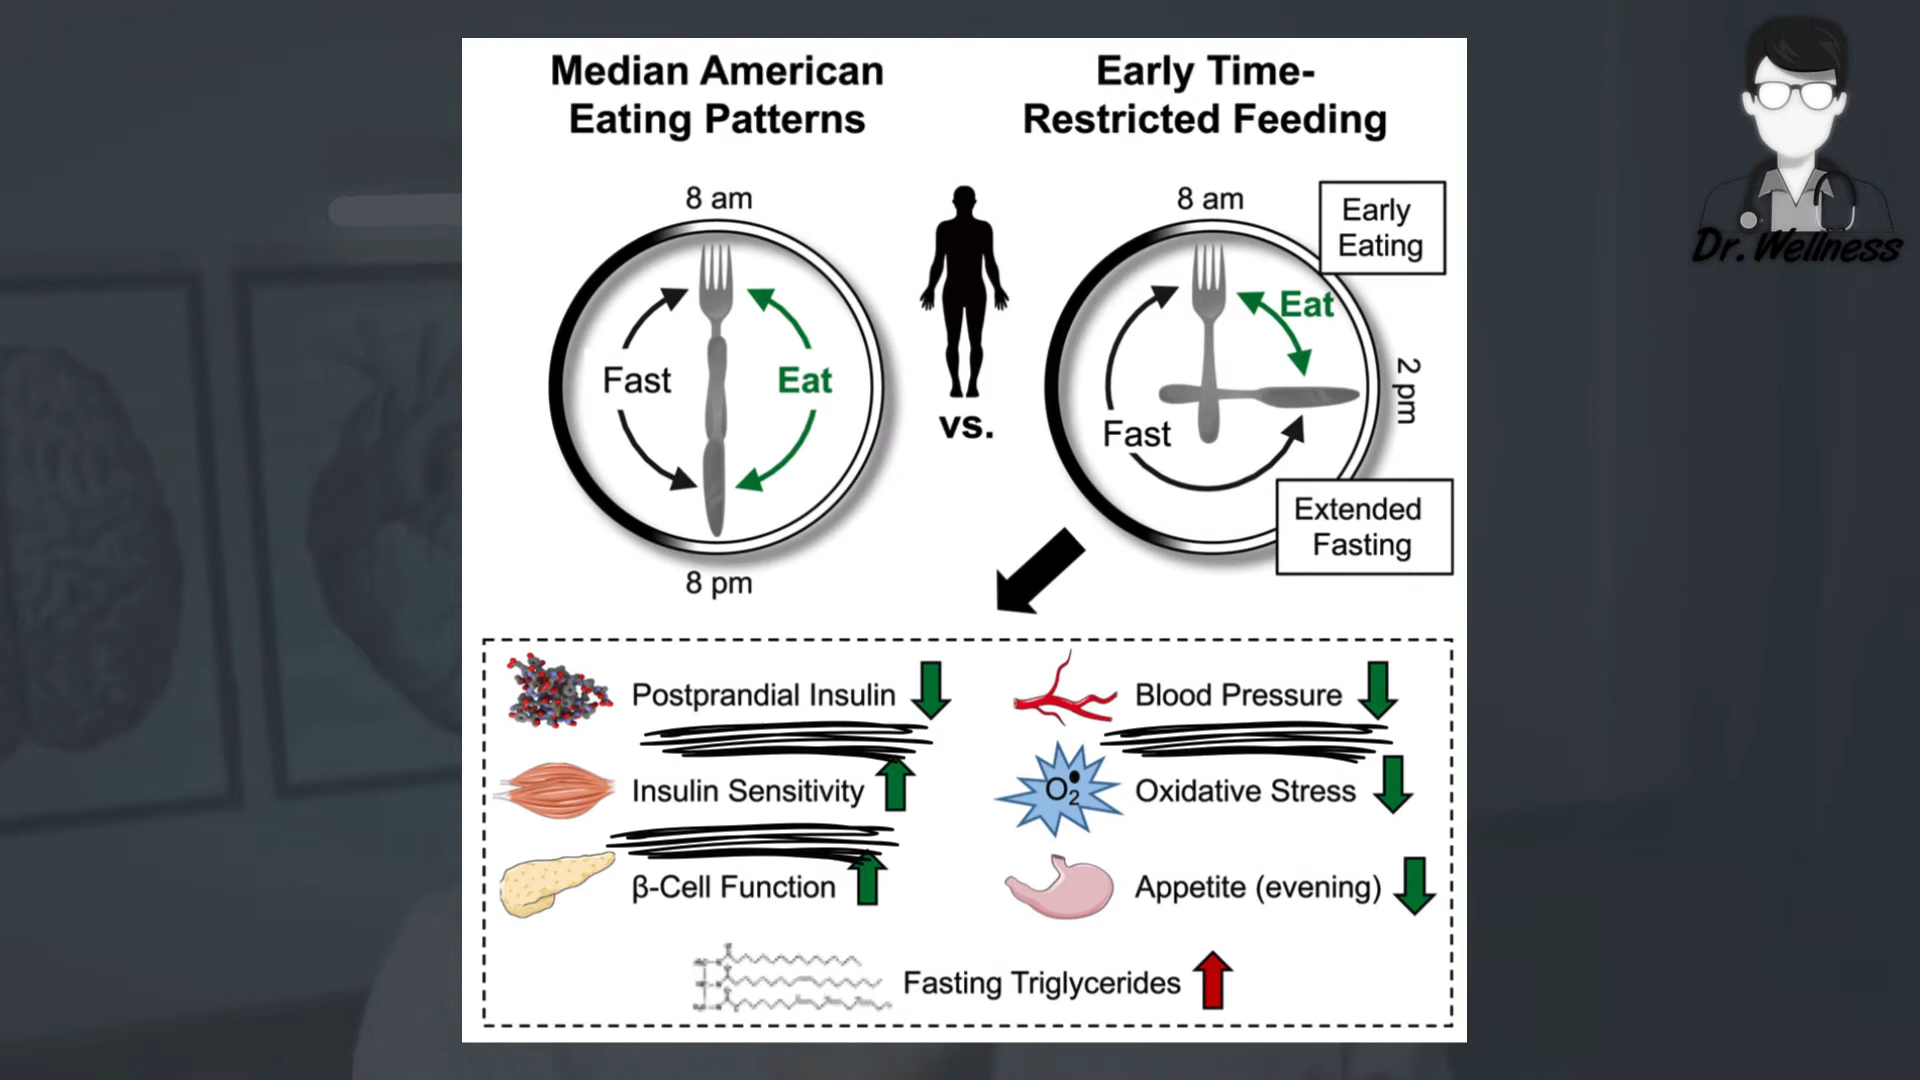 Median American
Eating Patterns
Early Time-
Restricted Feeding
8 am
Fast
Eat
8 pm
vs.
8 am
Early
Eating
Eat
2 pm
Fast
Extended
Fasting
Postprandial Insulin
Blood Pressure
Insulin Sensitivity
O2
Oxidative Stress
β-Cell Function
Appetite (evening)
Fasting Triglycerides
Dr. Wellness